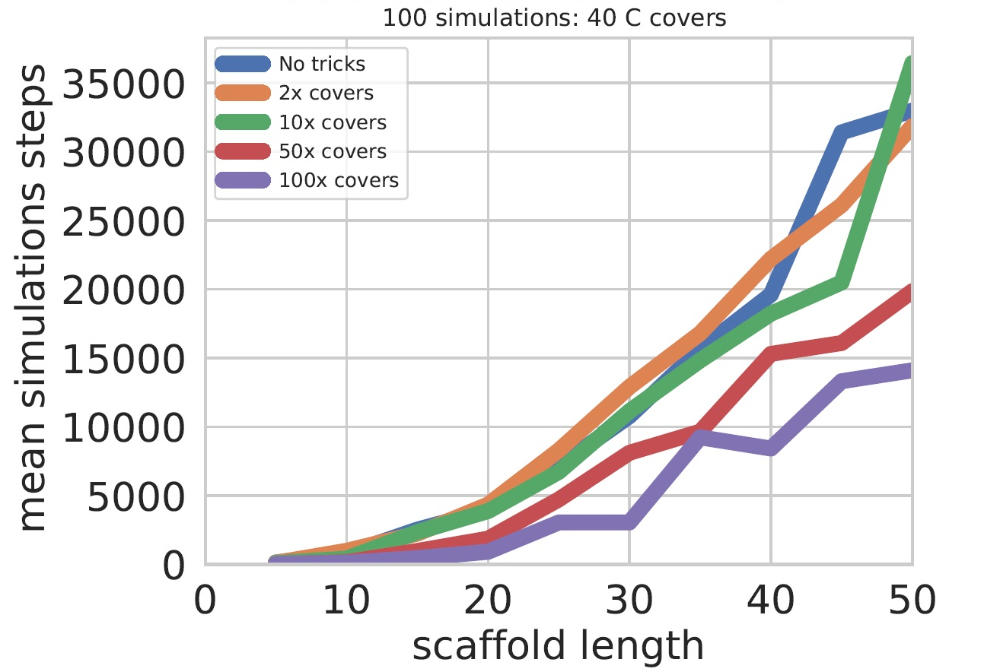 100 simulations: 40 C covers
No tricks
2x covers
10x covers
50x covers
100x covers
mean simulations steps
35000
30000
25000
20000
15000
10000
5000
0
0 10 20 30 40 50
scaffold length